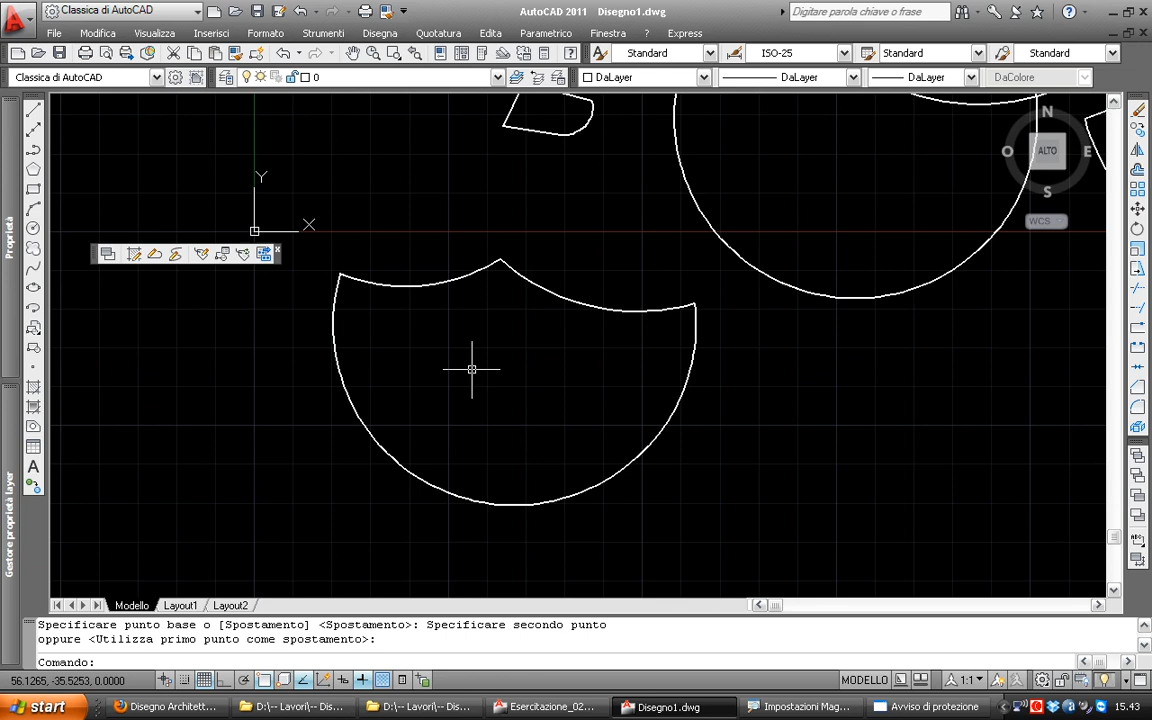 Classica di AutoCAD
AutoCAD 2011 Disegno1.dwg
Digitare parola chiave o frase
File Modifica Visualizza Inserisci Formato Strumenti Disegna Quotatura Edita Parametrico Finestra ? Express
Standard ISO-25 Standard Standard
Classica di AutoCAD 0 DaLayer DaLayer DaLayer DaColore
N
O ALTO E
S
WCS
Y
X
Proprietà
Gestore proprietà layer
Modello Layout1 Layout2
Specificare punto base o [Spostamento] <Spostamento>: Specificare secondo punto
oppure <Utilizza primo punto come spostamento>:
Comando:
56.1265, -35.5253, 0.0000 MODELLO 1:1
start Disegno Architett... D:\-- Lavori\-- Dis... D:\-- Lavori\-- Dis... Esercitazione_02... Disegno1.dwg Impostazioni Mag... Avviso di protezione 15.43